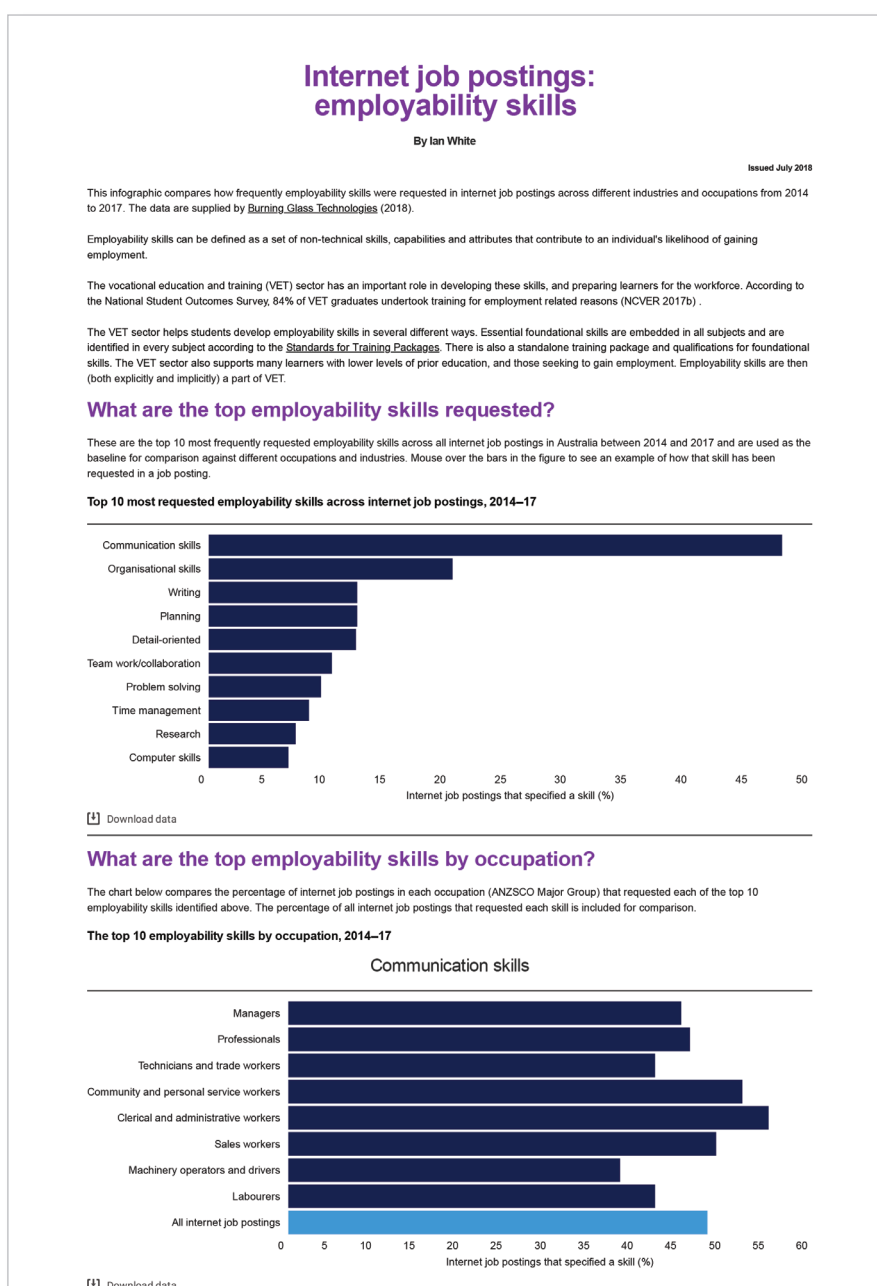 Internet job postings:
employability skills
By Ian White
Issued July 2018
This infographic compares how frequently employability skills were requested in internet job postings across different industries and occupations from 2014
to 2017. The data are supplied by Burning Glass Technologies (2018).
Employability skills can be defined as a set of non-technical skills, capabilities and attributes that contribute to an individual's likelihood of gaining
employment.
The vocational education and training (VET) sector has an important role in developing these skills, and preparing learners for the workforce. According to
the National Student Outcomes Survey, 84% of VET graduates undertook training for employment related reasons (NCVER 2017b) .
The VET sector helps students develop employability skills in several different ways. Essential foundational skills are embedded in all subjects and are
identified in every subject according to the Standards for Training Packages. There is also a standalone training package and qualifications for foundational
skills. The VET sector also supports many learners with lower levels of prior education, and those seeking to gain employment. Employability skills are then
(both explicitly and implicitly) a part of VET.
What are the top employability skills requested?
These are the top 10 most frequently requested employability skills across all internet job postings in Australia between 2014 and 2017 and are used as the
baseline for comparison against different occupations and industries. Mouse over the bars in the figure to see an example of how that skill has been
requested in a job posting.
Top 10 most requested employability skills across internet job postings, 2014–17
Communication skills
Organisational skills
Writing
Planning
Detail-oriented
Team work/collaboration
Problem solving
Time management
Research
Computer skills
0 5 10 15 20 25 30 35 40 45 50
Internet job postings that specified a skill (%)
Download data
What are the top employability skills by occupation?
The chart below compares the percentage of internet job postings in each occupation (ANZSCO Major Group) that requested each of the top 10
employability skills identified above. The percentage of all internet job postings that requested each skill is included for comparison.
The top 10 employability skills by occupation, 2014–17
Communication skills
Managers
Professionals
Technicians and trade workers
Community and personal service workers
Clerical and administrative workers
Sales workers
Machinery operators and drivers
Labourers
All internet job postings
0 5 10 15 20 25 30 35 40 45 50 55 60
Internet job postings that specified a skill (%)
Download data